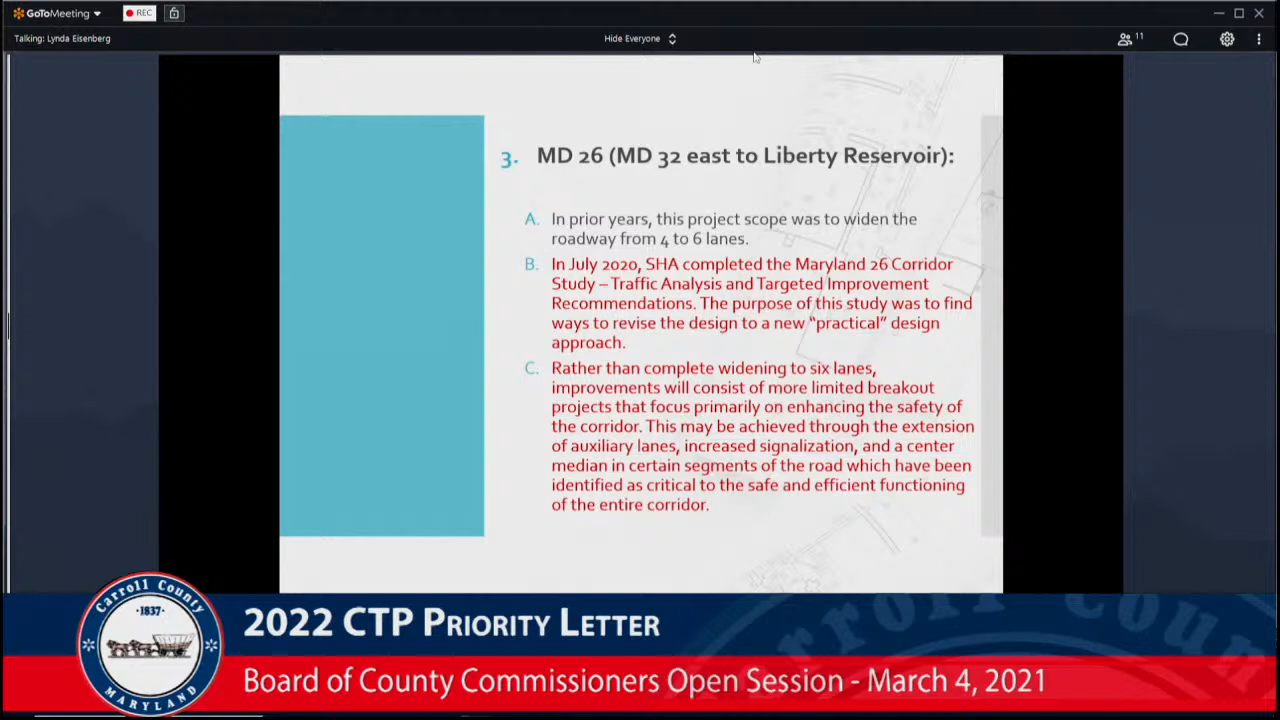 GoToMeeting
REC
Talking: Lynda Eisenberg
Hide Everyone
11
3. MD 26 (MD 32 east to Liberty Reservoir):
A. In prior years, this project scope was to widen the
roadway from 4 to 6 lanes.
B. In July 2020, SHA completed the Maryland 26 Corridor
Study – Traffic Analysis and Targeted Improvement
Recommendations. The purpose of this study was to find
ways to revise the design to a new “practical” design
approach.
C. Rather than complete widening to six lanes,
improvements will consist of more limited breakout
projects that focus primarily on enhancing the safety of
the corridor. This may be achieved through the extension
of auxiliary lanes, increased signalization, and a center
median in certain segments of the road which have been
identified as critical to the safe and efficient functioning
of the entire corridor.
Carroll County
1837
MARYLAND
2022 CTP PRIORITY LETTER
Board of County Commissioners Open Session - March 4, 2021